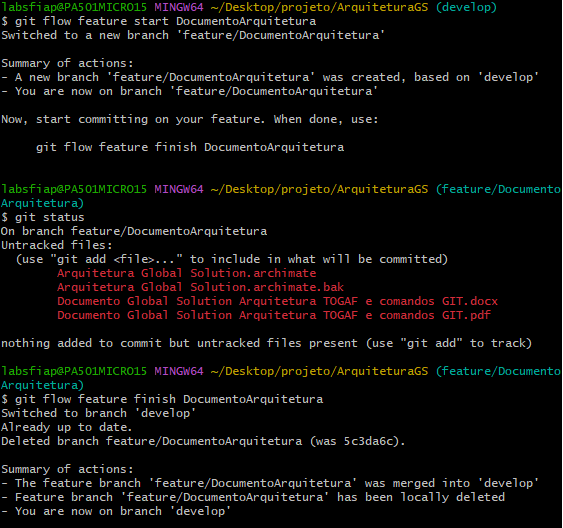 labsfiap@PA501MICRO15 MINGW64 ~/Desktop/projeto/ArquiteturaGS (develop)
$ git flow feature start DocumentoArquitetura
Switched to a new branch 'feature/DocumentoArquitetura'
Summary of actions:
- A new branch 'feature/DocumentoArquitetura' was created, based on 'develop'
- You are now on branch 'feature/DocumentoArquitetura'
Now, start committing on your feature. When done, use:
git flow feature finish DocumentoArquitetura
labsfiap@PA501MICRO15 MINGW64 ~/Desktop/projeto/ArquiteturaGS (feature/Documento
Arquitetura)
$ git status
On branch feature/DocumentoArquitetura
Untracked files:
(use "git add <file>..." to include in what will be committed)
Arquitetura Global Solution.archimate
Arquitetura Global Solution.archimate.bak
Documento Global Solution Arquitetura TOGAF e comandos GIT.docx
Documento Global Solution Arquitetura TOGAF e comandos GIT.pdf
nothing added to commit but untracked files present (use "git add" to track)
labsfiap@PA501MICRO15 MINGW64 ~/Desktop/projeto/ArquiteturaGS (feature/Documento
Arquitetura)
$ git flow feature finish DocumentoArquitetura
Switched to branch 'develop'
Already up to date.
Deleted branch feature/DocumentoArquitetura (was 5c3da6c).
Summary of actions:
- The feature branch 'feature/DocumentoArquitetura' was merged into 'develop'
- Feature branch 'feature/DocumentoArquitetura' has been locally deleted
- You are now on branch 'develop'